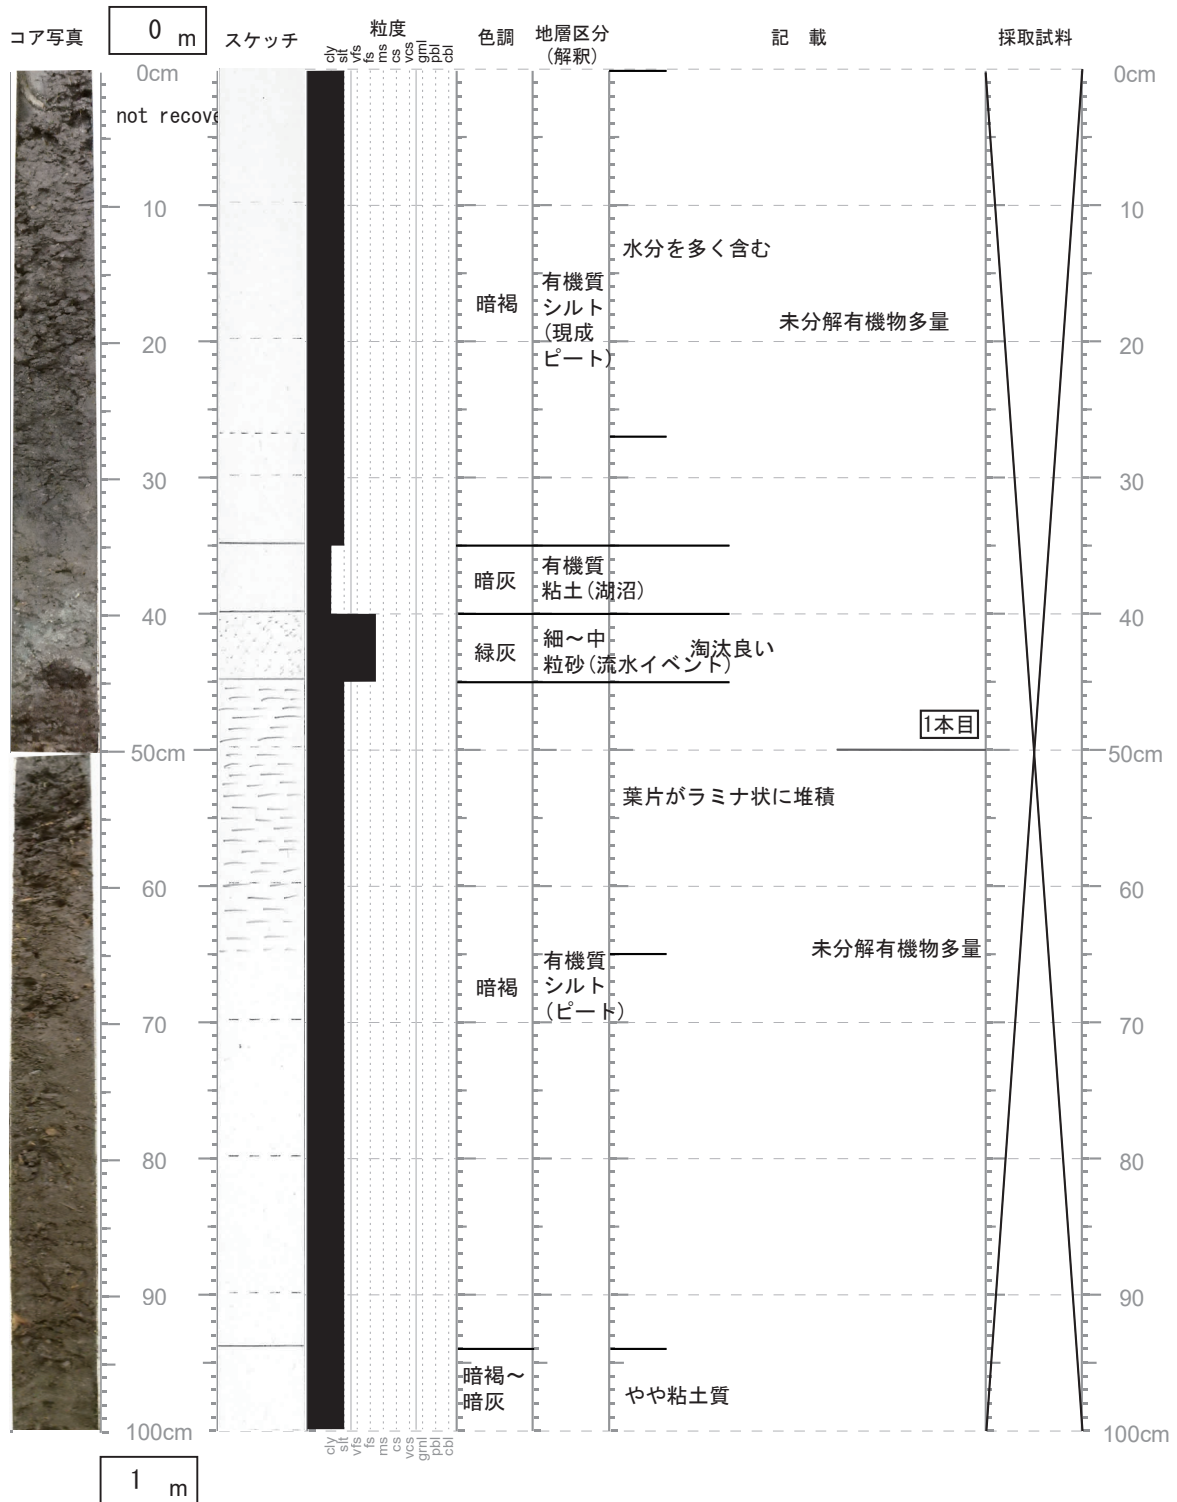 コア写真
0 m
スケッチ
粒度
cly
slt
vfs
fs
ms
cs
vcs
grnl
pbl
cbl
色調
地層区分
(解釈)
記 載
採取試料
0cm
0cm
not recove
10
10
水分を多く含む
暗褐
有機質
シルト
(現成
ピート)
未分解有機物多量
20
20
30
30
暗灰
有機質
粘土(湖沼)
40
40
緑灰
細～中
粒砂(流水イベント)
淘汰良い
1本目
50cm
50cm
葉片がラミナ状に堆積
60
60
未分解有機物多量
暗褐
有機質
シルト
(ピート)
70
70
80
80
90
90
暗褐～
暗灰
やや粘土質
100cm
100cm
cly
slt
vfs
fs
ms
cs
vcs
grnl
pbl
cbl
1 m